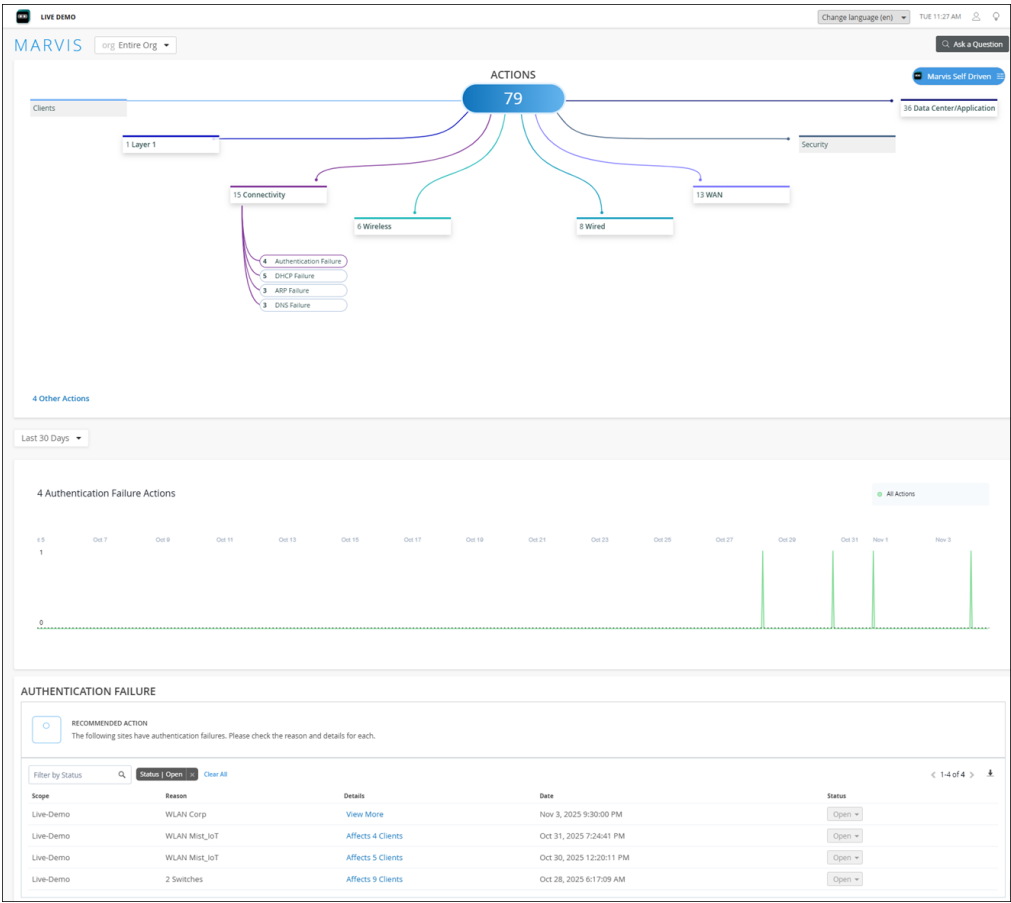 LIVE DEMO
Change language (en)
TUE 11:27 AM
MARVIS
org Entire Org
Ask a Question
ACTIONS
79
Marvis Self Driven
Clients
36 Data Center/Application
1 Layer 1
Security
15 Connectivity
13 WAN
6 Wireless
8 Wired
4 Authentication Failure
5 DHCP Failure
3 ARP Failure
3 DNS Failure
4 Other Actions
Last 30 Days
4 Authentication Failure Actions
All Actions
t 5 Oct 7 Oct 9 Oct 11 Oct 13 Oct 15 Oct 17 Oct 19 Oct 21 Oct 23 Oct 25 Oct 27 Oct 29 Oct 31 Nov 1 Nov 3
1
0
AUTHENTICATION FAILURE
RECOMMENDED ACTION
The following sites have authentication failures. Please check the reason and details for each.
Filter by Status
Status | Open ×
Clear All
< 1-4 of 4 >
Scope Reason Details Date Status
Live-Demo WLAN Corp View More Nov 3, 2025 9:30:00 PM Open
Live-Demo WLAN Mist_IoT Affects 4 Clients Oct 31, 2025 7:24:41 PM Open
Live-Demo WLAN Mist_IoT Affects 5 Clients Oct 30, 2025 12:20:11 PM Open
Live-Demo 2 Switches Affects 9 Clients Oct 28, 2025 6:17:09 AM Open